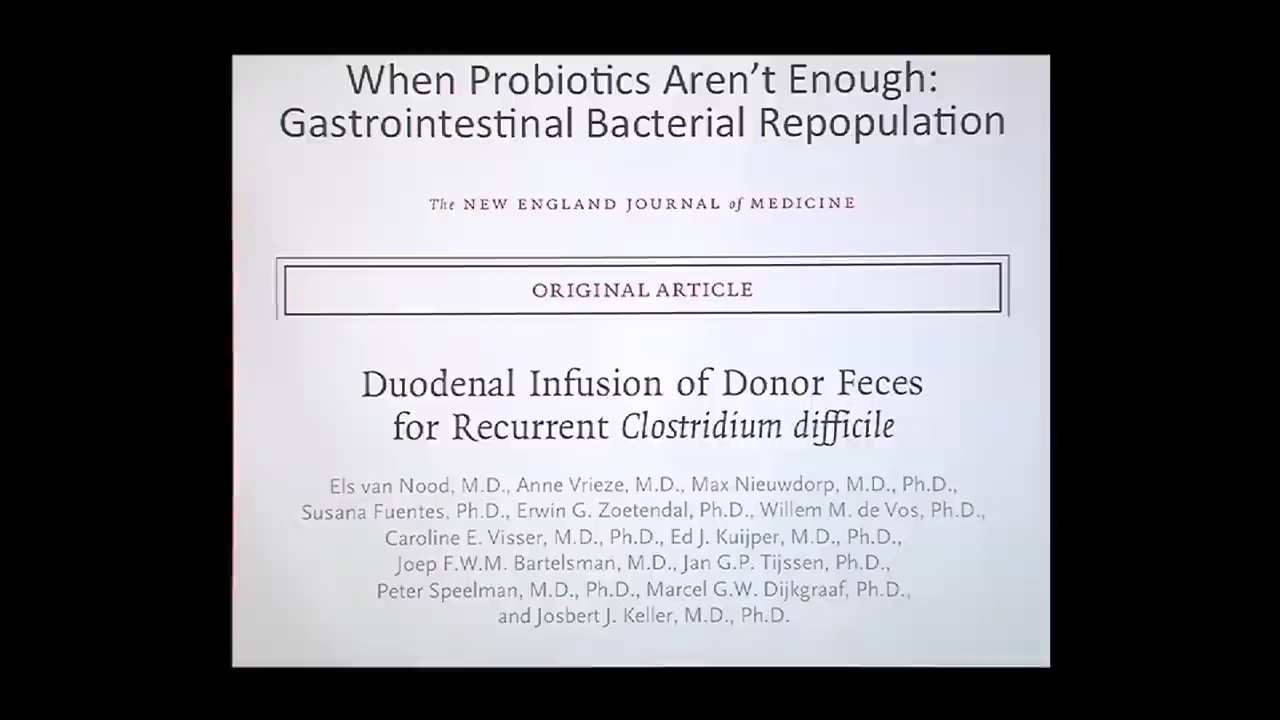 When Probiotics Aren't Enough:
Gastrointestinal Bacterial Repopulation
The NEW ENGLAND JOURNAL of MEDICINE
ORIGINAL ARTICLE
Duodenal Infusion of Donor Feces
for Recurrent Clostridium difficile
Els van Nood, M.D., Anne Vrieze, M.D., Max Nieuwdorp, M.D., Ph.D.,
Susana Fuentes, Ph.D., Erwin G. Zoetendal, Ph.D., Willem M. de Vos, Ph.D.,
Caroline E. Visser, M.D., Ph.D., Ed J. Kuijper, M.D., Ph.D.,
Joep F.W.M. Bartelsman, M.D., Jan G.P. Tijssen, Ph.D.,
Peter Speelman, M.D., Ph.D., Marcel G.W. Dijkgraaf, Ph.D.,
and Josbert J. Keller, M.D., Ph.D.